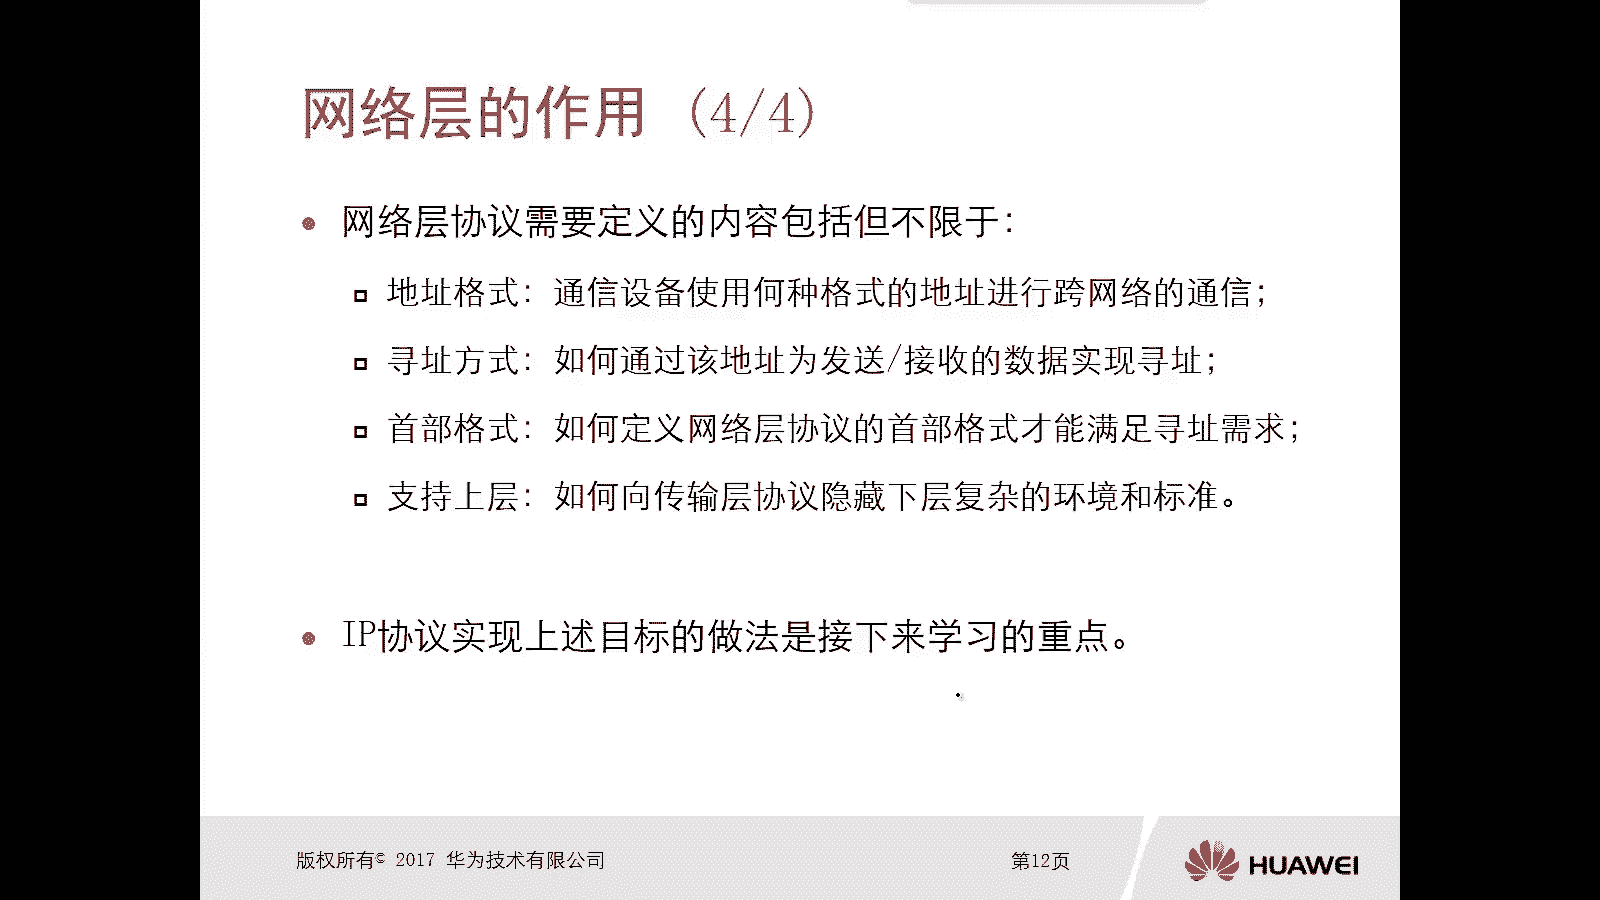 网络层的作用 (4/4)
网络层协议需要定义的内容包括但不限于：
地址格式：通信设备使用何种格式的地址进行跨网络的通信；
寻址方式：如何通过该地址为发送/接收的数据实现寻址；
首部格式：如何定义网络层协议的首部格式才能满足寻址需求；
支持上层：如何向传输层协议隐藏下层复杂的环境和标准。
IP协议实现上述目标的做法是接下来学习的重点。
版权所有© 2017 华为技术有限公司
第12页
HUAWEI